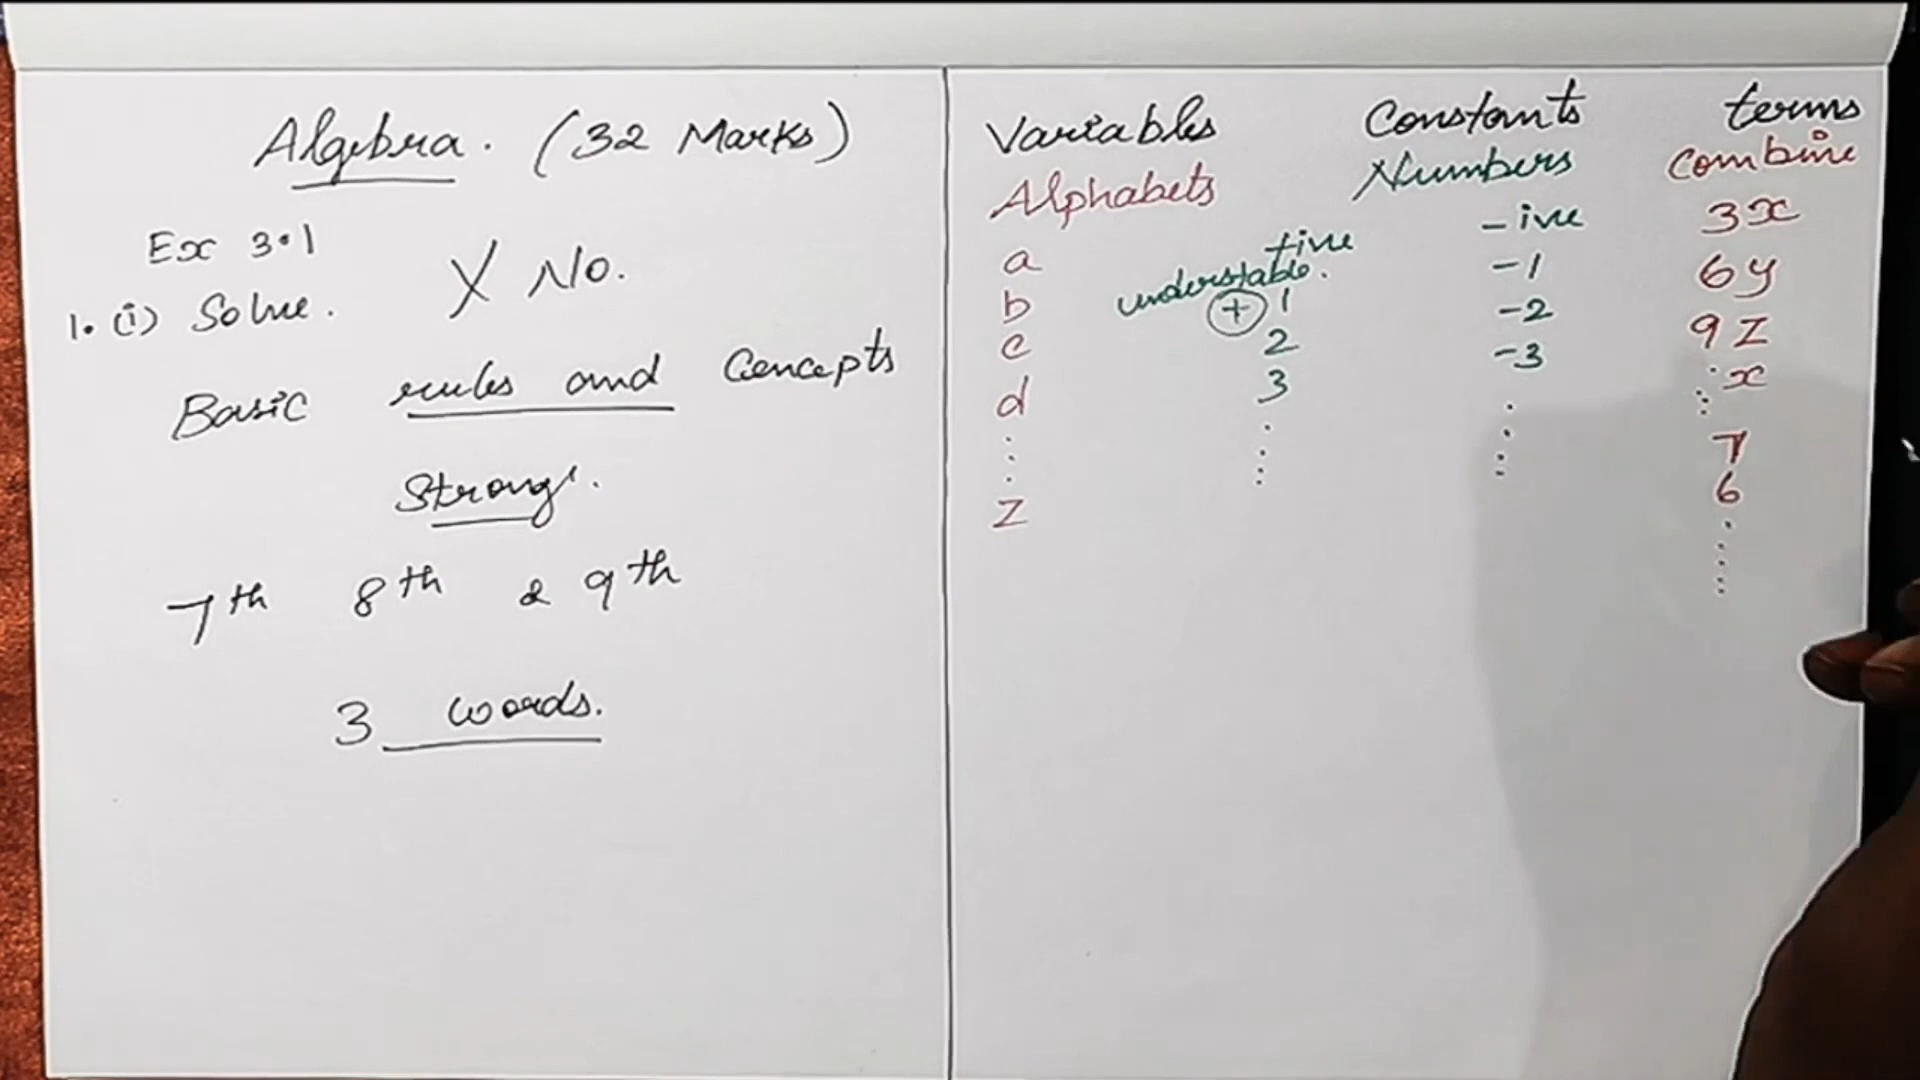 Algebra. (32 Marks)
Ex 3.1
1. (i) Solve. X No.
Basic rules and Concepts
Strong.
7th 8th & 9th
3 words.
Variables Constants terms
Alphabets Numbers Combine
+ive -ive 3x
a understable. -1 6y
b + 1 -2 9z
c 2 -3 x
d 3 7
6
z